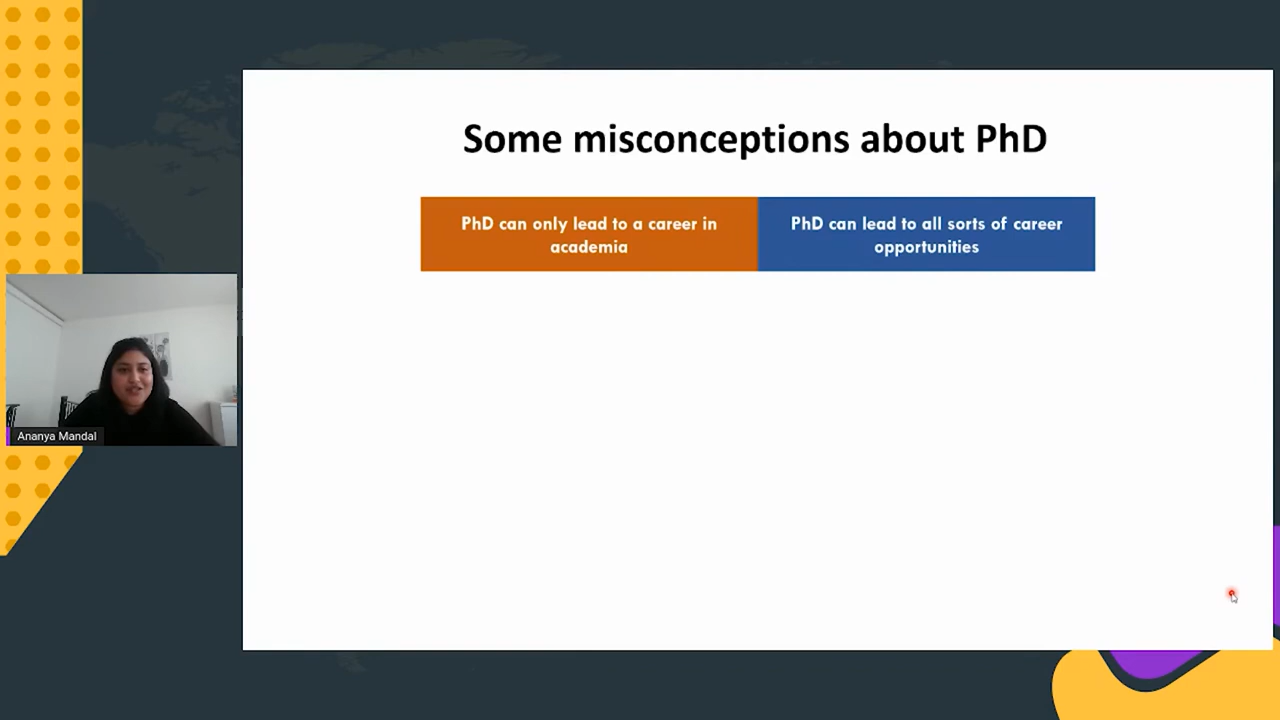 Some misconceptions about PhD
PhD can only lead to a career in
academia
PhD can lead to all sorts of career
opportunities
Ananya Mandal